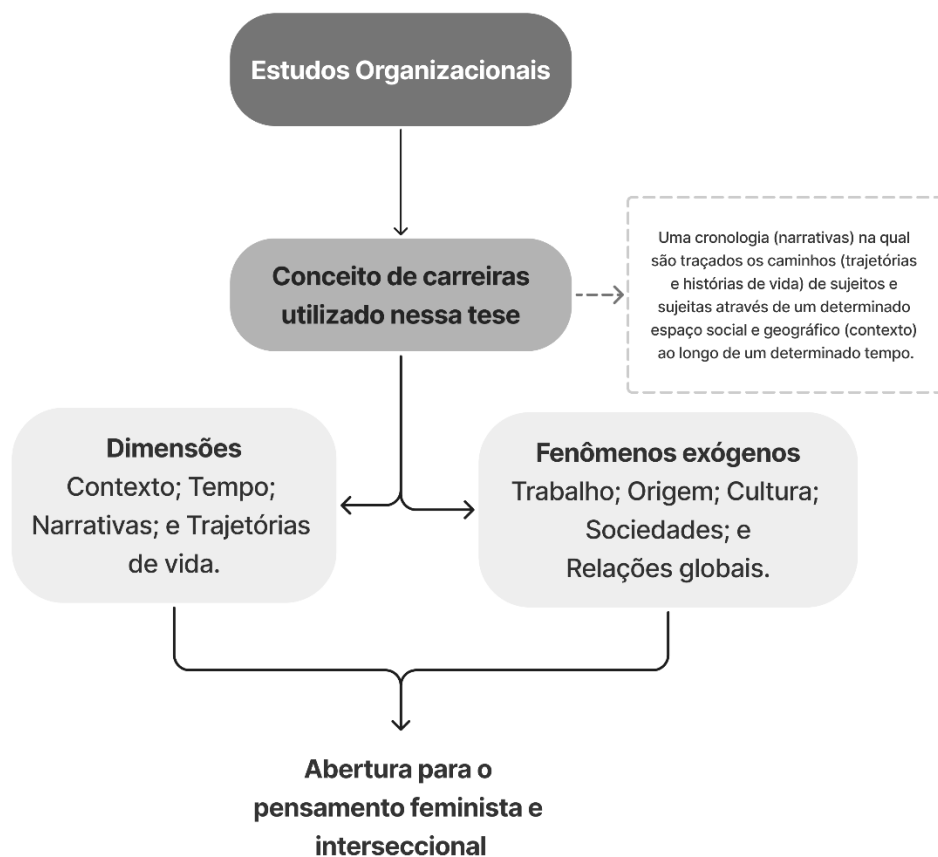 Estudos Organizacionais
Conceito de carreiras
utilizado nessa tese
Uma cronologia (narrativas) na qual
são traçados os caminhos (trajetórias
e histórias de vida) de sujeitos e
sujeitas através de um determinado
espaço social e geográfico (contexto)
ao longo de um determinado tempo.
Dimensões
Contexto; Tempo;
Narrativas; e Trajetórias
de vida.
Fenômenos exógenos
Trabalho; Origem; Cultura;
Sociedades; e
Relações globais.
Abertura para o
pensamento feminista e
interseccional